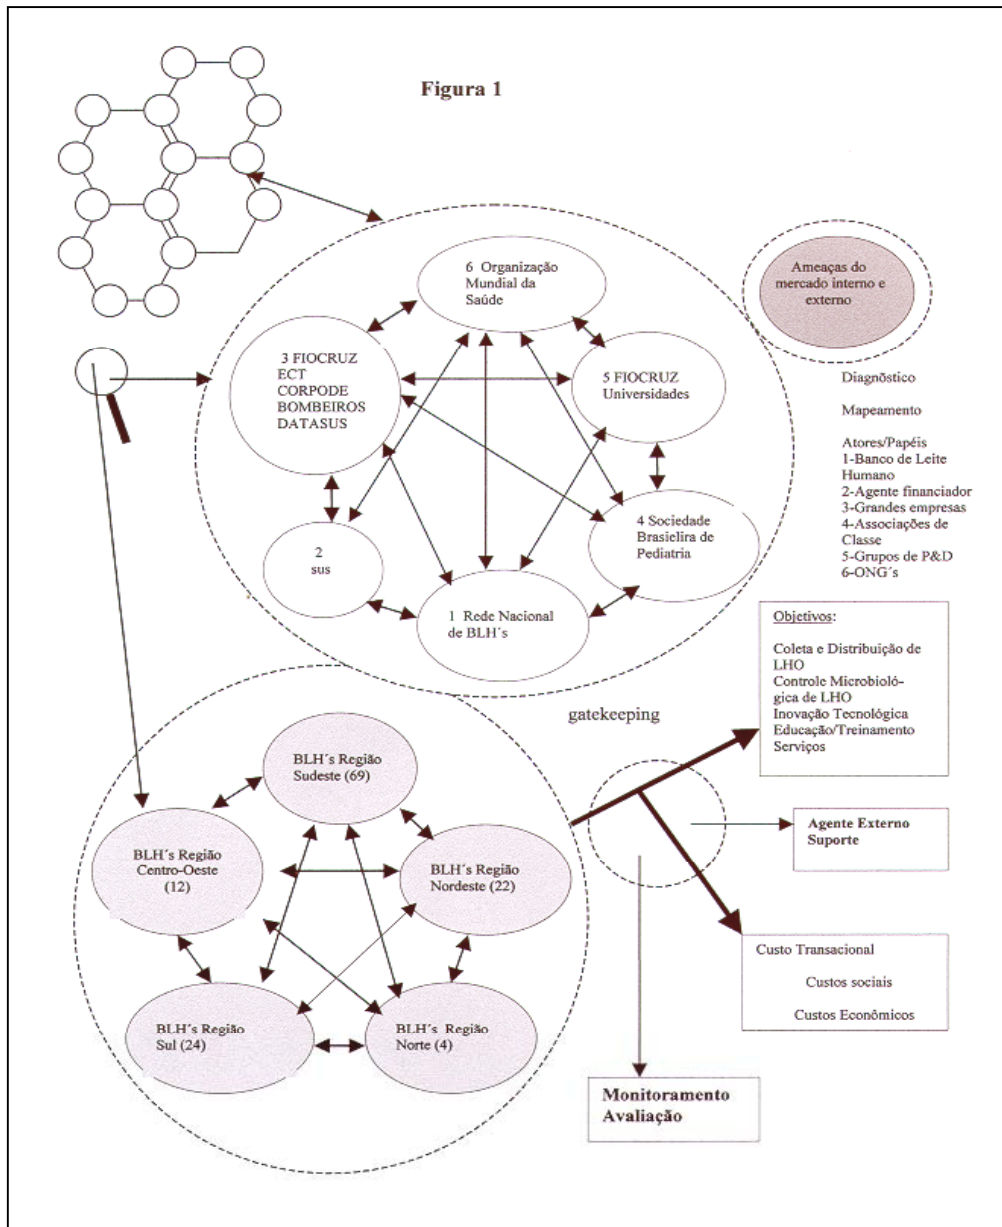 Figura 1
6 Organização
Mundial da
Saúde
Ameaças do
mercado interno e
externo
3 FIOCRUZ
ECT
CORPODE
BOMBEIROS
DATASUS
5 FIOCRUZ
Universidades
Diagnõstico
Mapeamento
Atores/Papéis
1-Banco de Leite
Humano
2-Agente financiador
3-Grandes empresas
4-Associações de
Classe
5-Grupos de P&D
6-ONG´s
4 Sociedade
Brasielira de
Pediatria
2
sus
1 Rede Nacional
de BLH´s
Objetivos:
Coleta e Distribuição de
LHO
Controle Microbioló-
gica de LHO
Inovação Tecnológica
Educação/Treinamento
Serviços
gatekeeping
BLH´s Região
Sudeste (69)
BLH´s Região
Centro-Oeste
(12)
BLH´s Região
Nordeste (22)
Agente Externo
Suporte
Custo Transacional
Custos sociais
Custos Econômicos
BLH´s Região
Sul (24)
BLH´s Região
Norte (4)
Monitoramento
Avaliação